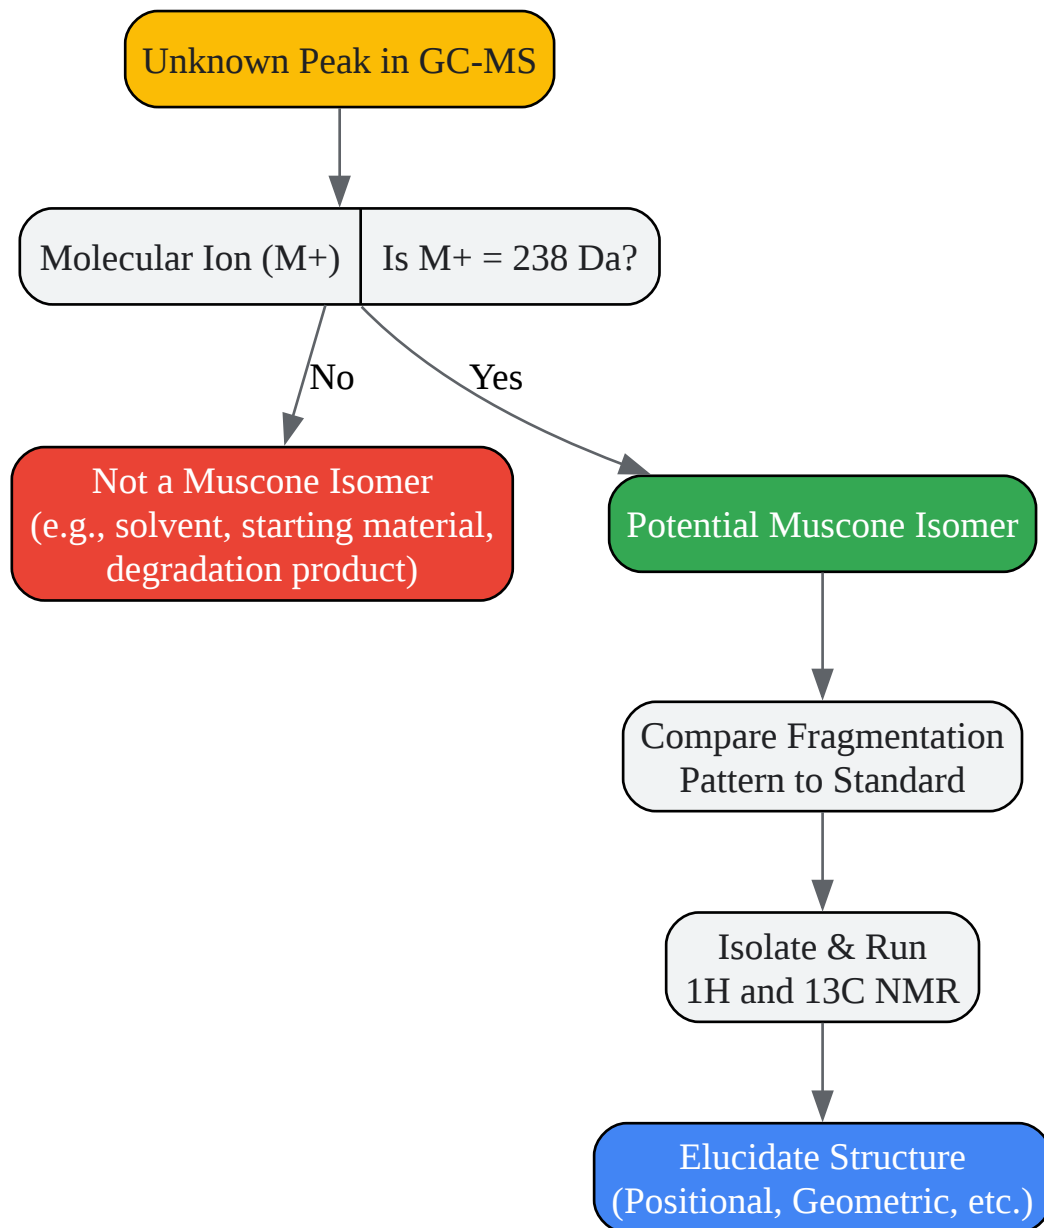 Unknown Peak in GC-MS
Molecular Ion (M+)
Is M+ = 238 Da?
No
Yes
Not a Muscone Isomer
(e.g., solvent, starting material,
degradation product)
Potential Muscone Isomer
Compare Fragmentation
Pattern to Standard
Isolate & Run
1H and 13C NMR
Elucidate Structure
(Positional, Geometric, etc.)